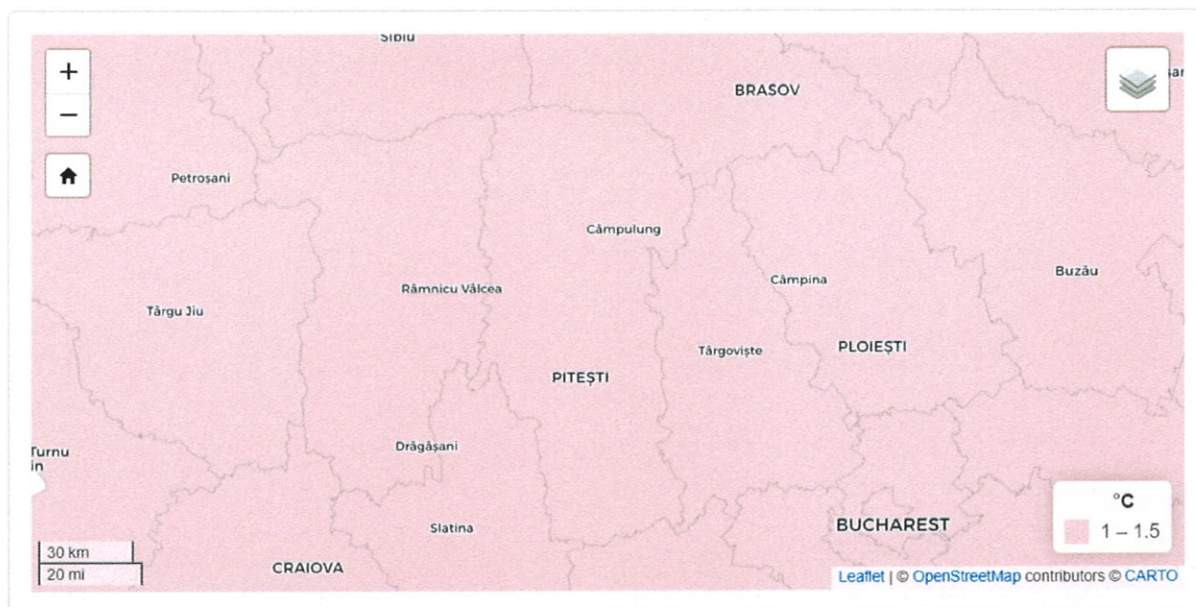 Sibiu
+
BRASOV
−
Petroșani
Câmpulung
Buzău
Câmpina
Râmnicu Vâlcea
Târgu Jiu
PLOIEȘTI
Târgoviște
PITEȘTI
Drăgășani
Turnu
in
°C
1 – 1.5
BUCHAREST
Slatina
30 km
CRAIOVA
20 mi
Leaflet | © OpenStreetMap contributors © CARTO